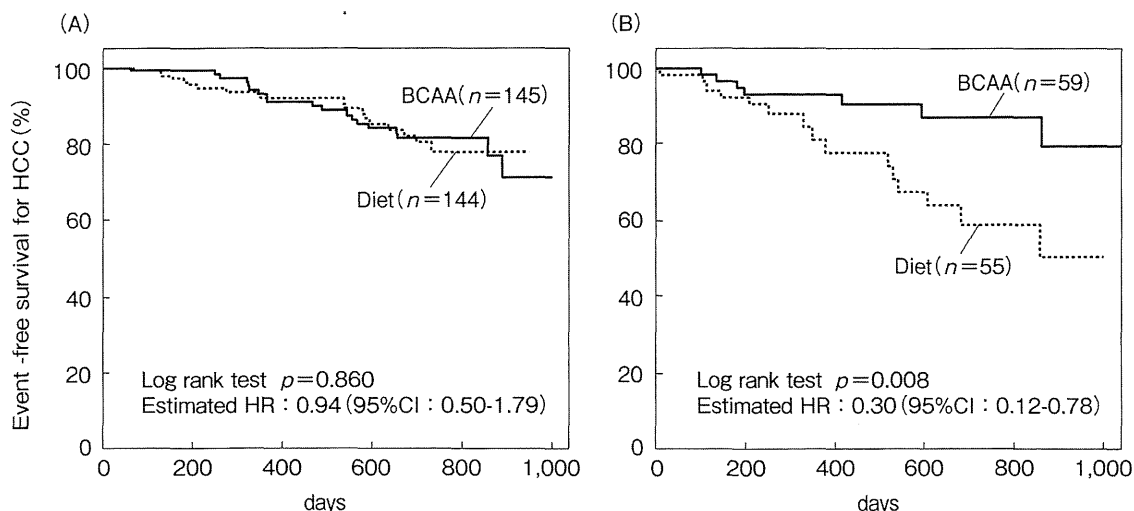 (A)
(B)
Event -free survival for HCC (%)
100
80
60
40
20
0
BCAA(n=145)
Diet(n=144)
Log rank test p=0.860
Estimated HR：0.94 (95%CI：0.50-1.79)
0 200 400 600 800 1,000
days
100
80
60
40
20
0
BCAA(n=59)
Diet(n=55)
Log rank test p=0.008
Estimated HR：0.30 (95%CI：0.12-0.78)
0 200 400 600 800 1,000
days